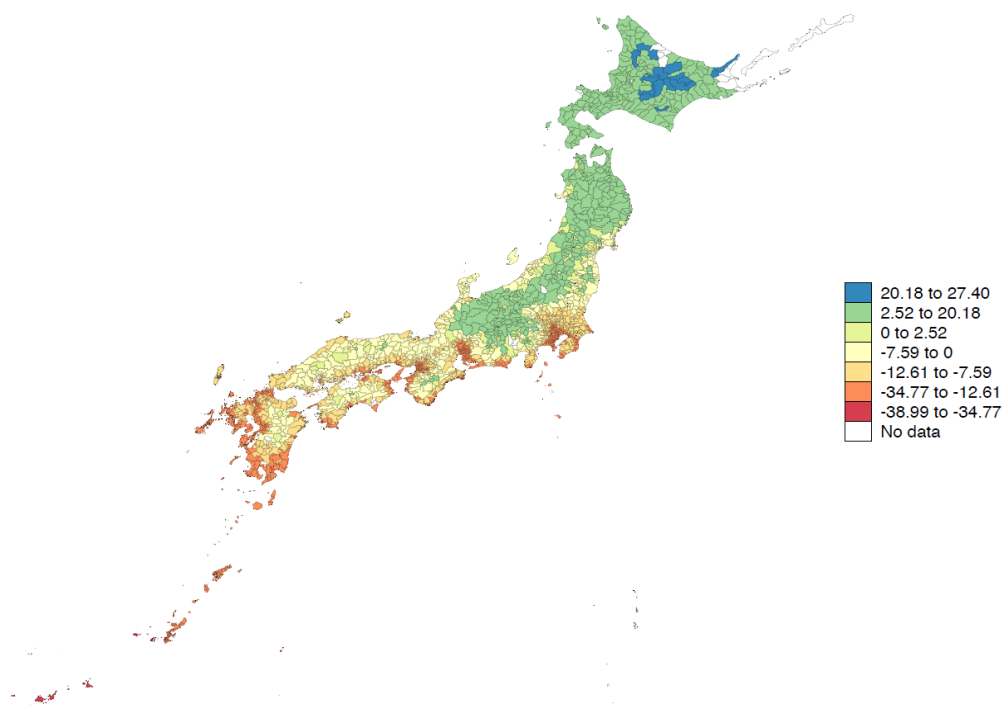 20.18 to 27.40
2.52 to 20.18
0 to 2.52
-7.59 to 0
-12.61 to -7.59
-34.77 to -12.61
-38.99 to -34.77
No data